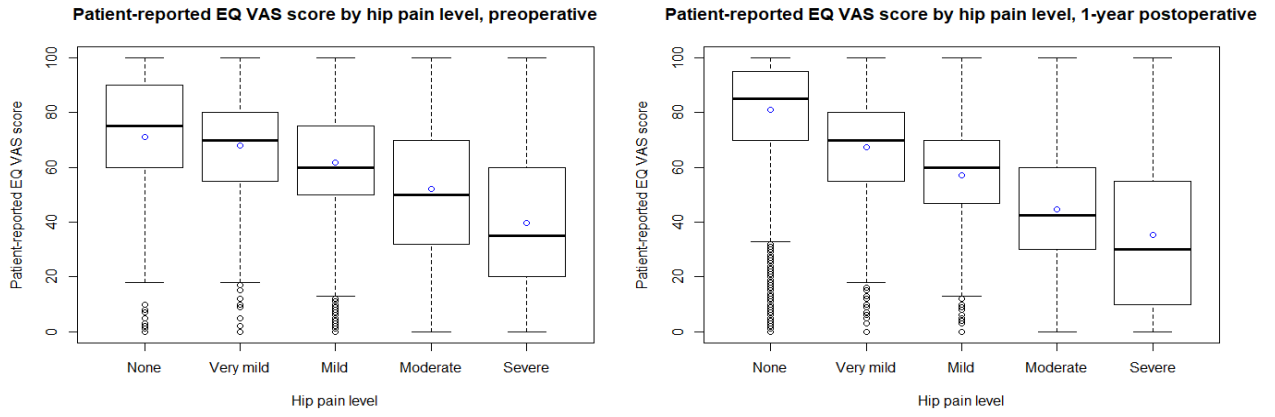 Patient-reported EQ VAS score by hip pain level, preoperative
Patient-reported EQ VAS score
100
80
60
40
20
0
None Very mild Mild Moderate Severe
Hip pain level
Patient-reported EQ VAS score by hip pain level, 1-year postoperative
Patient-reported EQ VAS score
100
80
60
40
20
0
None Very mild Mild Moderate Severe
Hip pain level